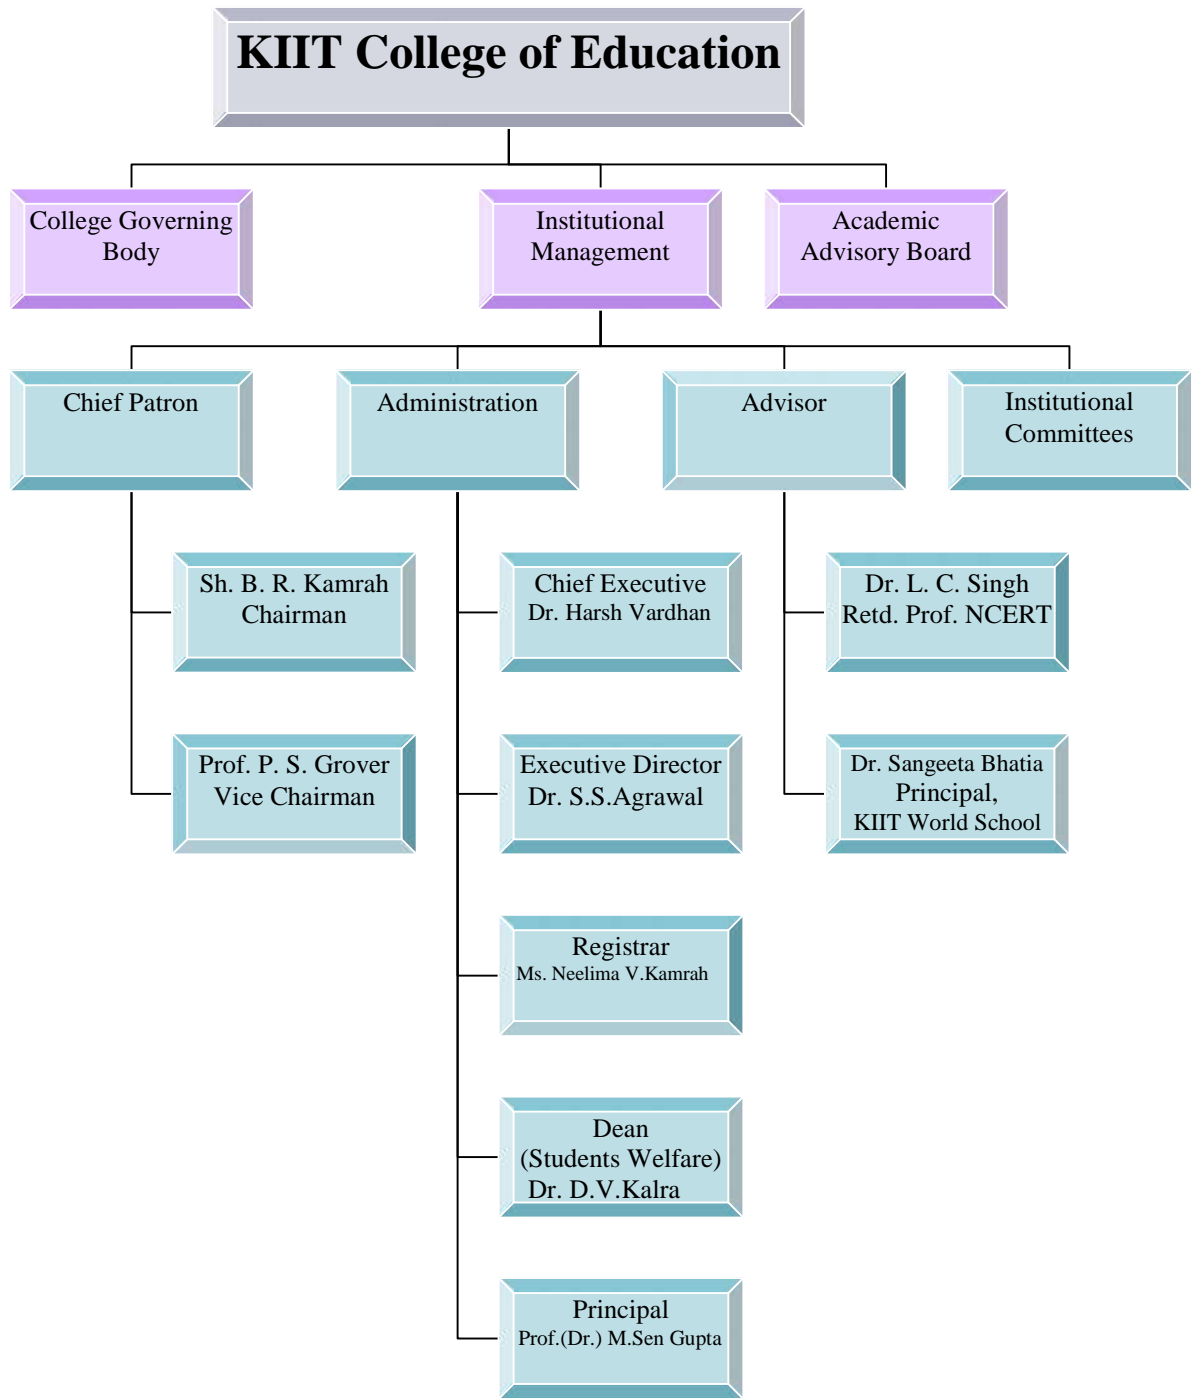 KIIT College of Education
College Governing
Body
Institutional
Management
Academic
Advisory Board
Chief Patron
Administration
Advisor
Institutional
Committees
Sh. B. R. Kamrah
Chairman
Chief Executive
Dr. Harsh Vardhan
Dr. L. C. Singh
Retd. Prof. NCERT
Prof. P. S. Grover
Vice Chairman
Executive Director
Dr. S.S.Agrawal
Dr. Sangeeta Bhatia
Principal,
KIIT World School
Registrar
Ms. Neelima V.Kamrah
Dean
(Students Welfare)
Dr. D.V.Kalra
Principal
Prof.(Dr.) M.Sen Gupta